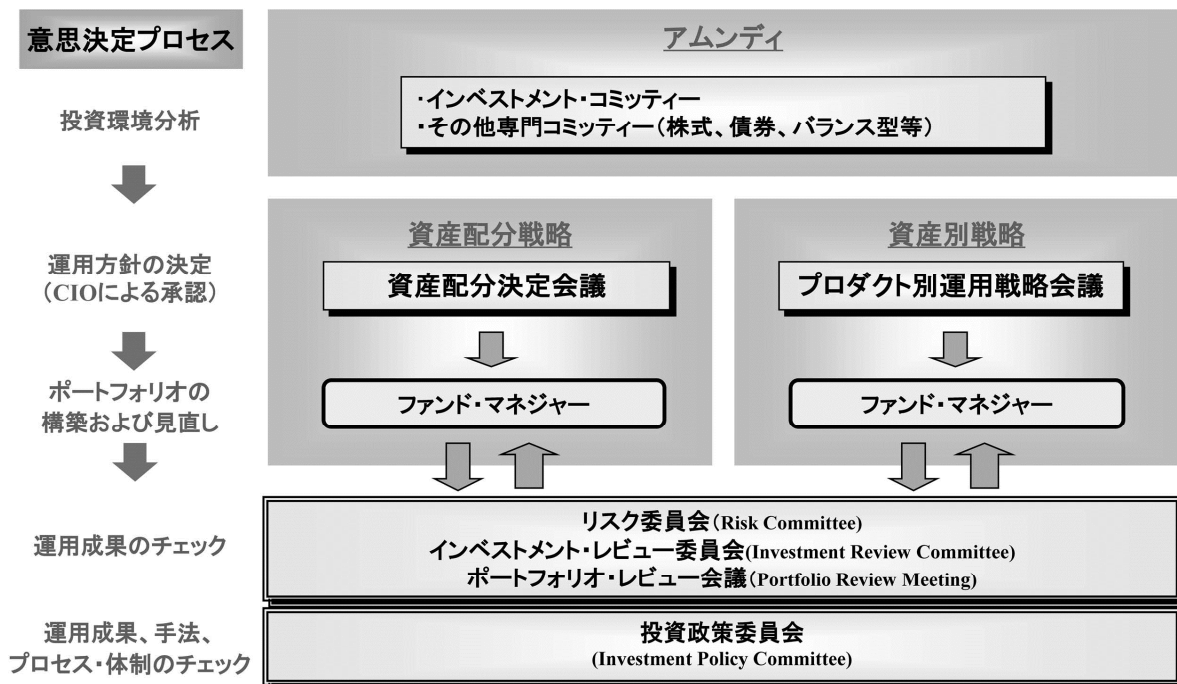 意思決定プロセス
アムンディ
投資環境分析
・インベストメント・コミッティー
・その他専門コミッティー（株式、債券、バランス型等）
運用方針の決定
（CIOによる承認）
資産配分戦略
資産配分決定会議
資産別戦略
プロダクト別運用戦略会議
ポートフォリオの
構築および見直し
ファンド・マネジャー
ファンド・マネジャー
運用成果のチェック
リスク委員会（Risk Committee）
インベストメント・レビュー委員会(Investment Review Committee)
ポートフォリオ・レビュー会議（Portfolio Review Meeting)
運用成果、手法、
プロセス・体制のチェック
投資政策委員会
(Investment Policy Committee)